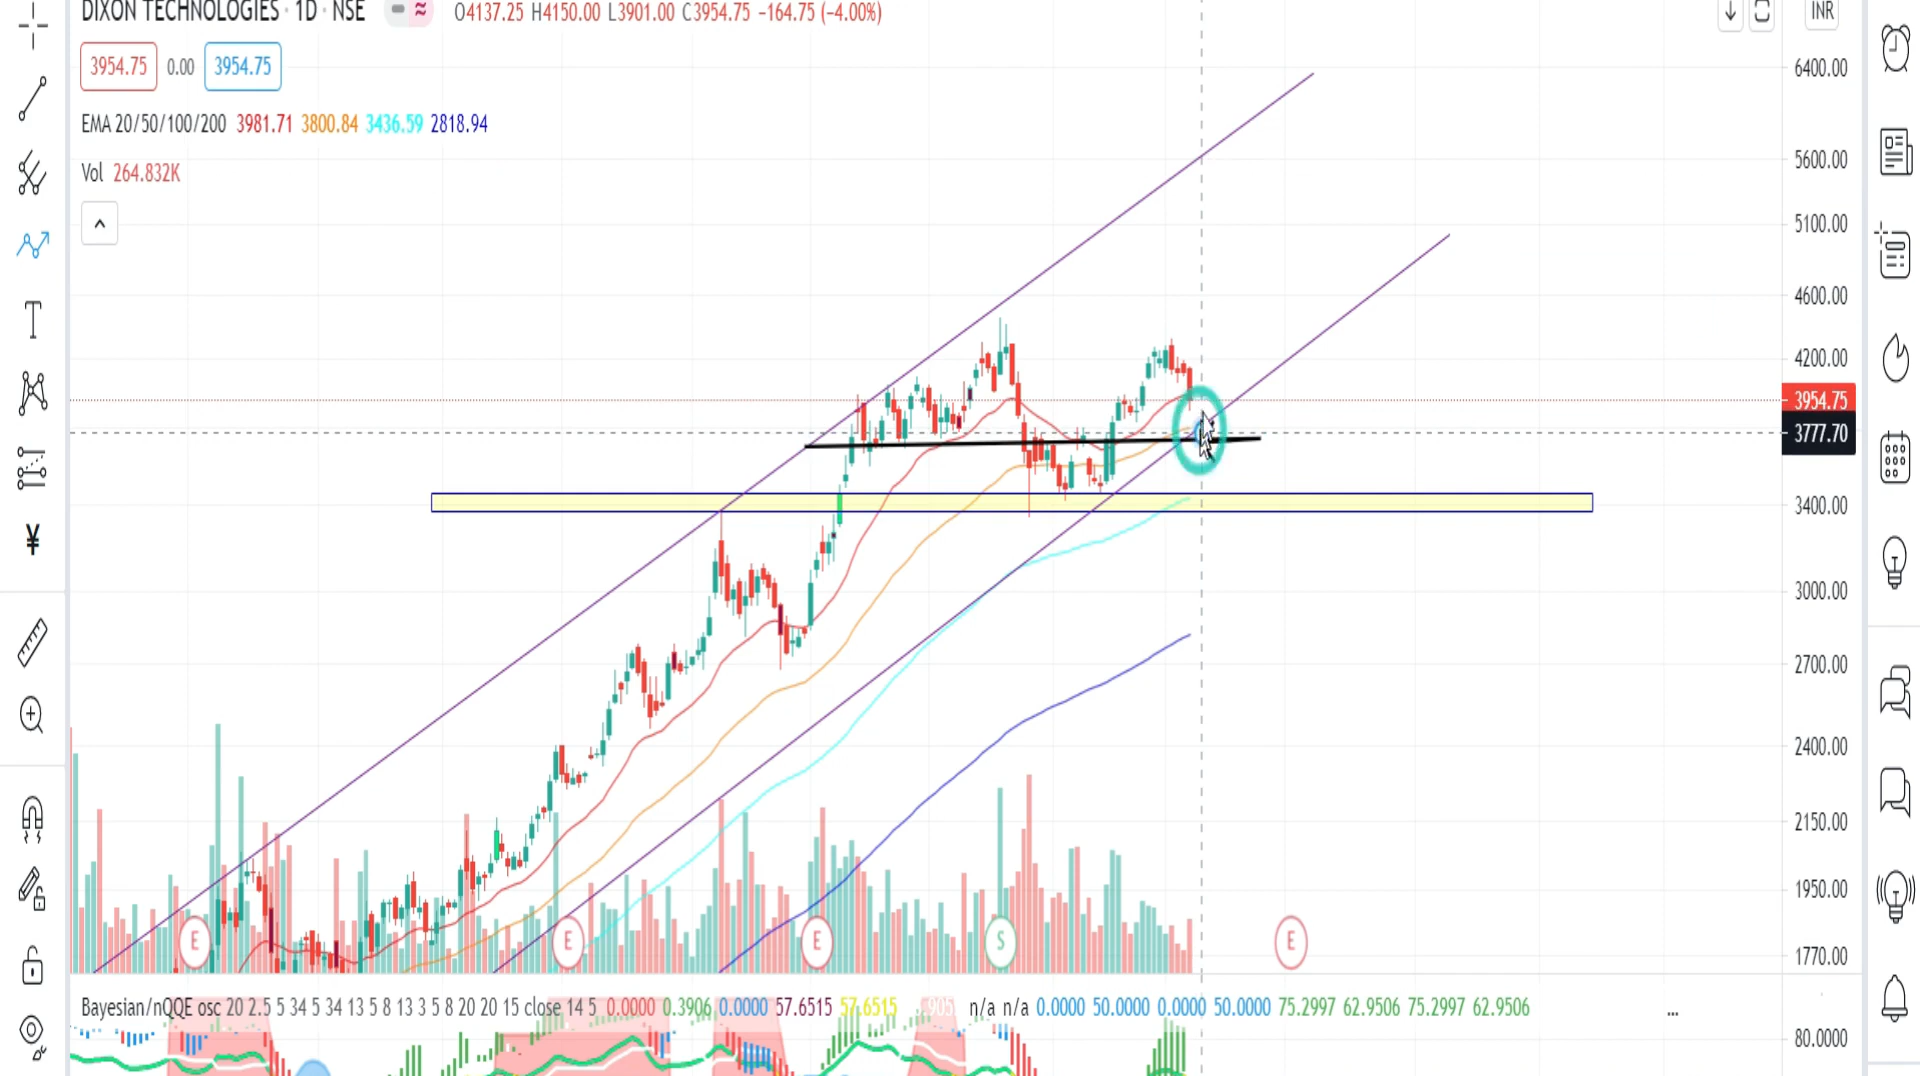 DIXON TECHNOLOGIES · 1D · NSE O4137.25 H4150.00 L3901.00 C3954.75 −164.75 (−4.00%)
INR
3954.75 0.00 3954.75
EMA 20/50/100/200 3981.71 3800.84 3436.59 2818.94
Vol 264.832K
6400.00
5600.00
5100.00
4600.00
4200.00
3954.75
3777.70
3400.00
3000.00
2700.00
2400.00
2150.00
1950.00
1770.00
E E E S E
Bayesian/nQQE osc 20 2.5 5 34 5 34 13 5 8 13 3 5 8 20 20 15 close 14 5 0.0000 0.3906 0.0000 57.6515 57.6515 n/a n/a 0.0000 50.0000 0.0000 50.0000 75.2997 62.9506 75.2997 62.9506 ...
80.0000